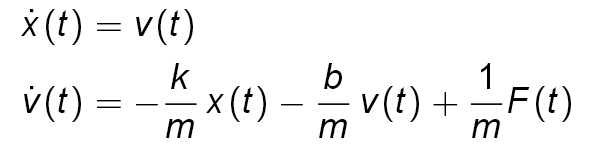 ẋ(t) = v(t)
v̇(t) = −k/m x(t) − b/m v(t) + 1/m F(t)